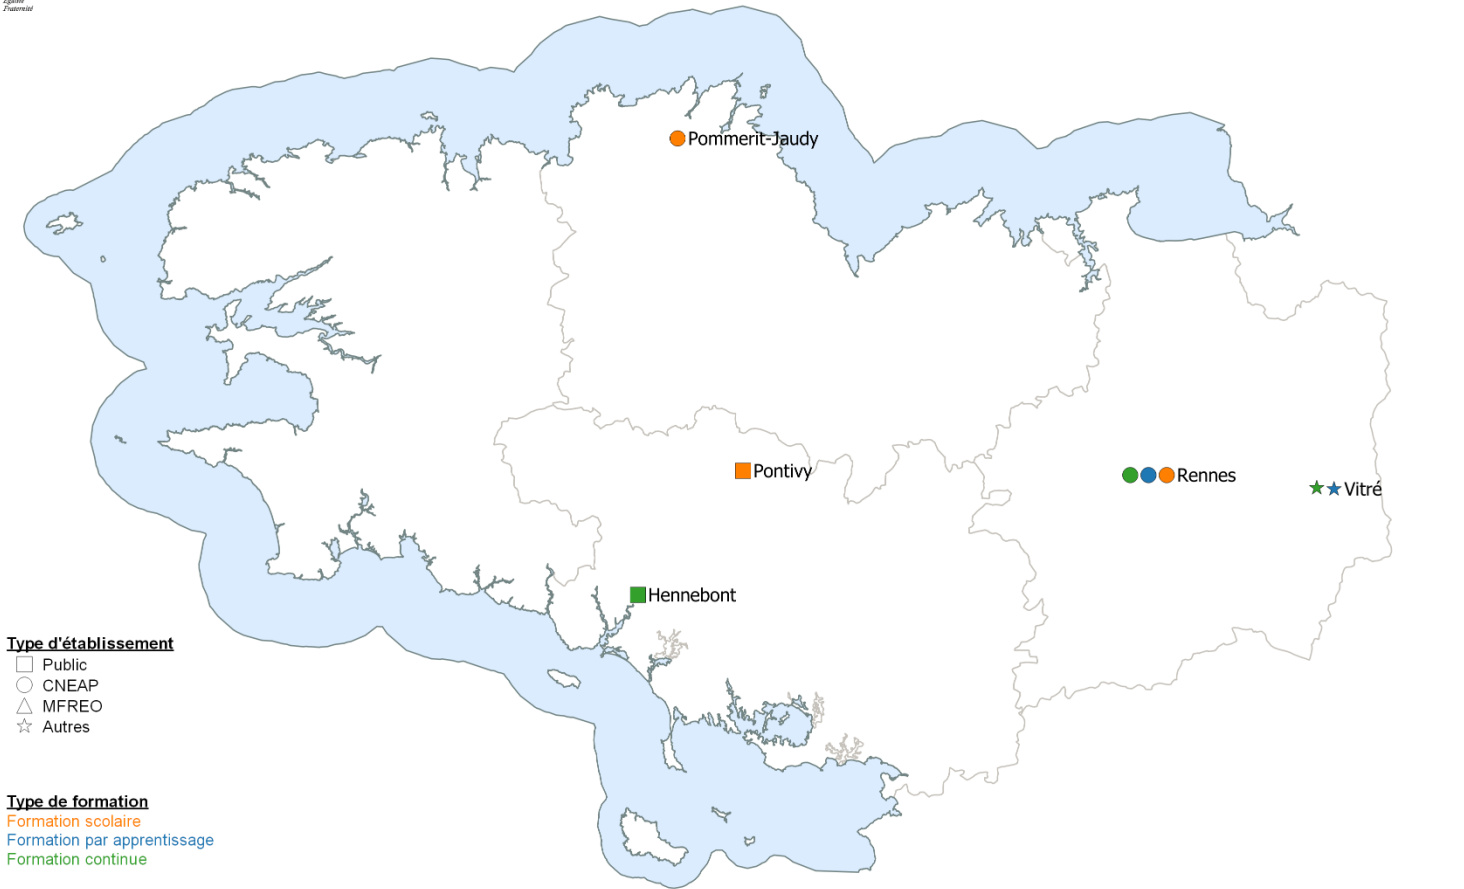 Fraternité
Pommerit-Jaudy
Pontivy
Rennes
Vitré
Hennebont
Type d'établissement
Public
CNEAP
MFREO
Autres
Type de formation
Formation scolaire
Formation par apprentissage
Formation continue